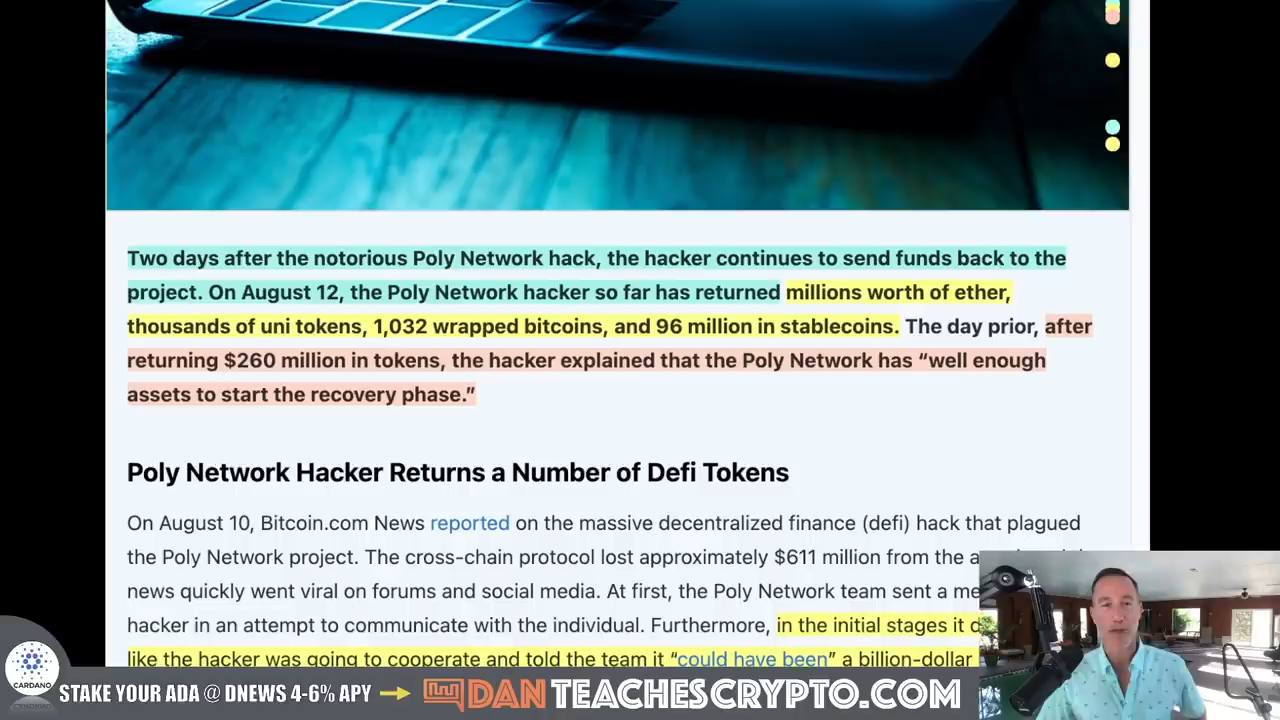 Two days after the notorious Poly Network hack, the hacker continues to send funds back to the
project. On August 12, the Poly Network hacker so far has returned millions worth of ether,
thousands of uni tokens, 1,032 wrapped bitcoins, and 96 million in stablecoins. The day prior, after
returning $260 million in tokens, the hacker explained that the Poly Network has “well enough
assets to start the recovery phase.”
Poly Network Hacker Returns a Number of Defi Tokens
On August 10, Bitcoin.com News reported on the massive decentralized finance (defi) hack that plagued
the Poly Network project. The cross-chain protocol lost approximately $611 million from the
news quickly went viral on forums and social media. At first, the Poly Network team sent a
hacker in an attempt to communicate with the individual. Furthermore, in the initial stages it
like the hacker was going to cooperate and told the team it “could have been” a billion-dollar
CARDANO
STAKE YOUR ADA @ DNEWS 4-6% APY
DANTEACHESCRYPTO.COM